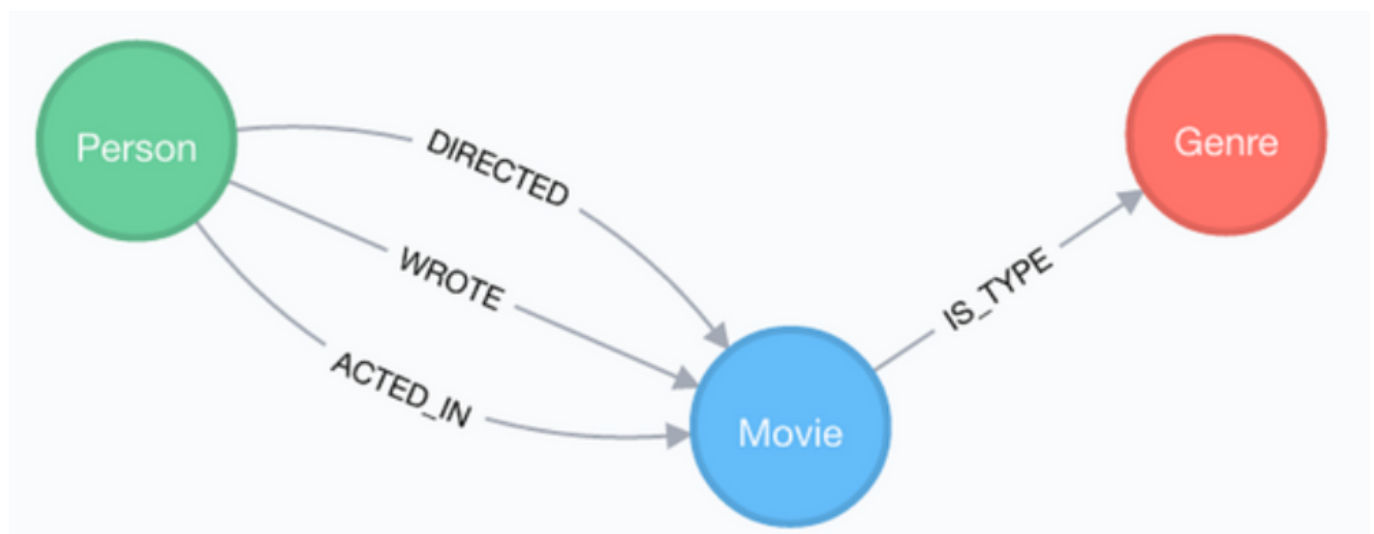 Person
DIRECTED
WROTE
ACTED_IN
Movie
IS_TYPE
Genre